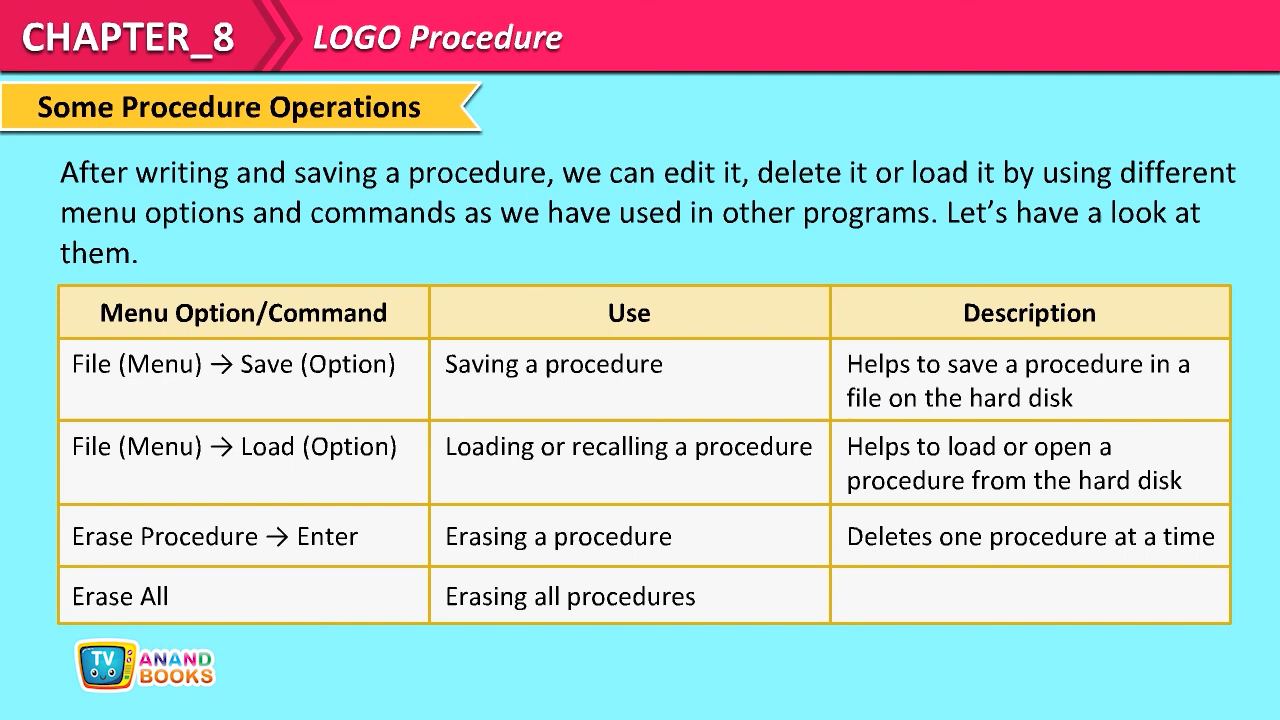 CHAPTER_8
LOGO Procedure
Some Procedure Operations
After writing and saving a procedure, we can edit it, delete it or load it by using different
menu options and commands as we have used in other programs. Let’s have a look at
them.
Menu Option/Command Use Description
File (Menu) → Save (Option) Saving a procedure Helps to save a procedure in a
file on the hard disk
File (Menu) → Load (Option) Loading or recalling a procedure Helps to load or open a
procedure from the hard disk
Erase Procedure → Enter Erasing a procedure Deletes one procedure at a time
Erase All Erasing all procedures
TV ANAND
BOOKS